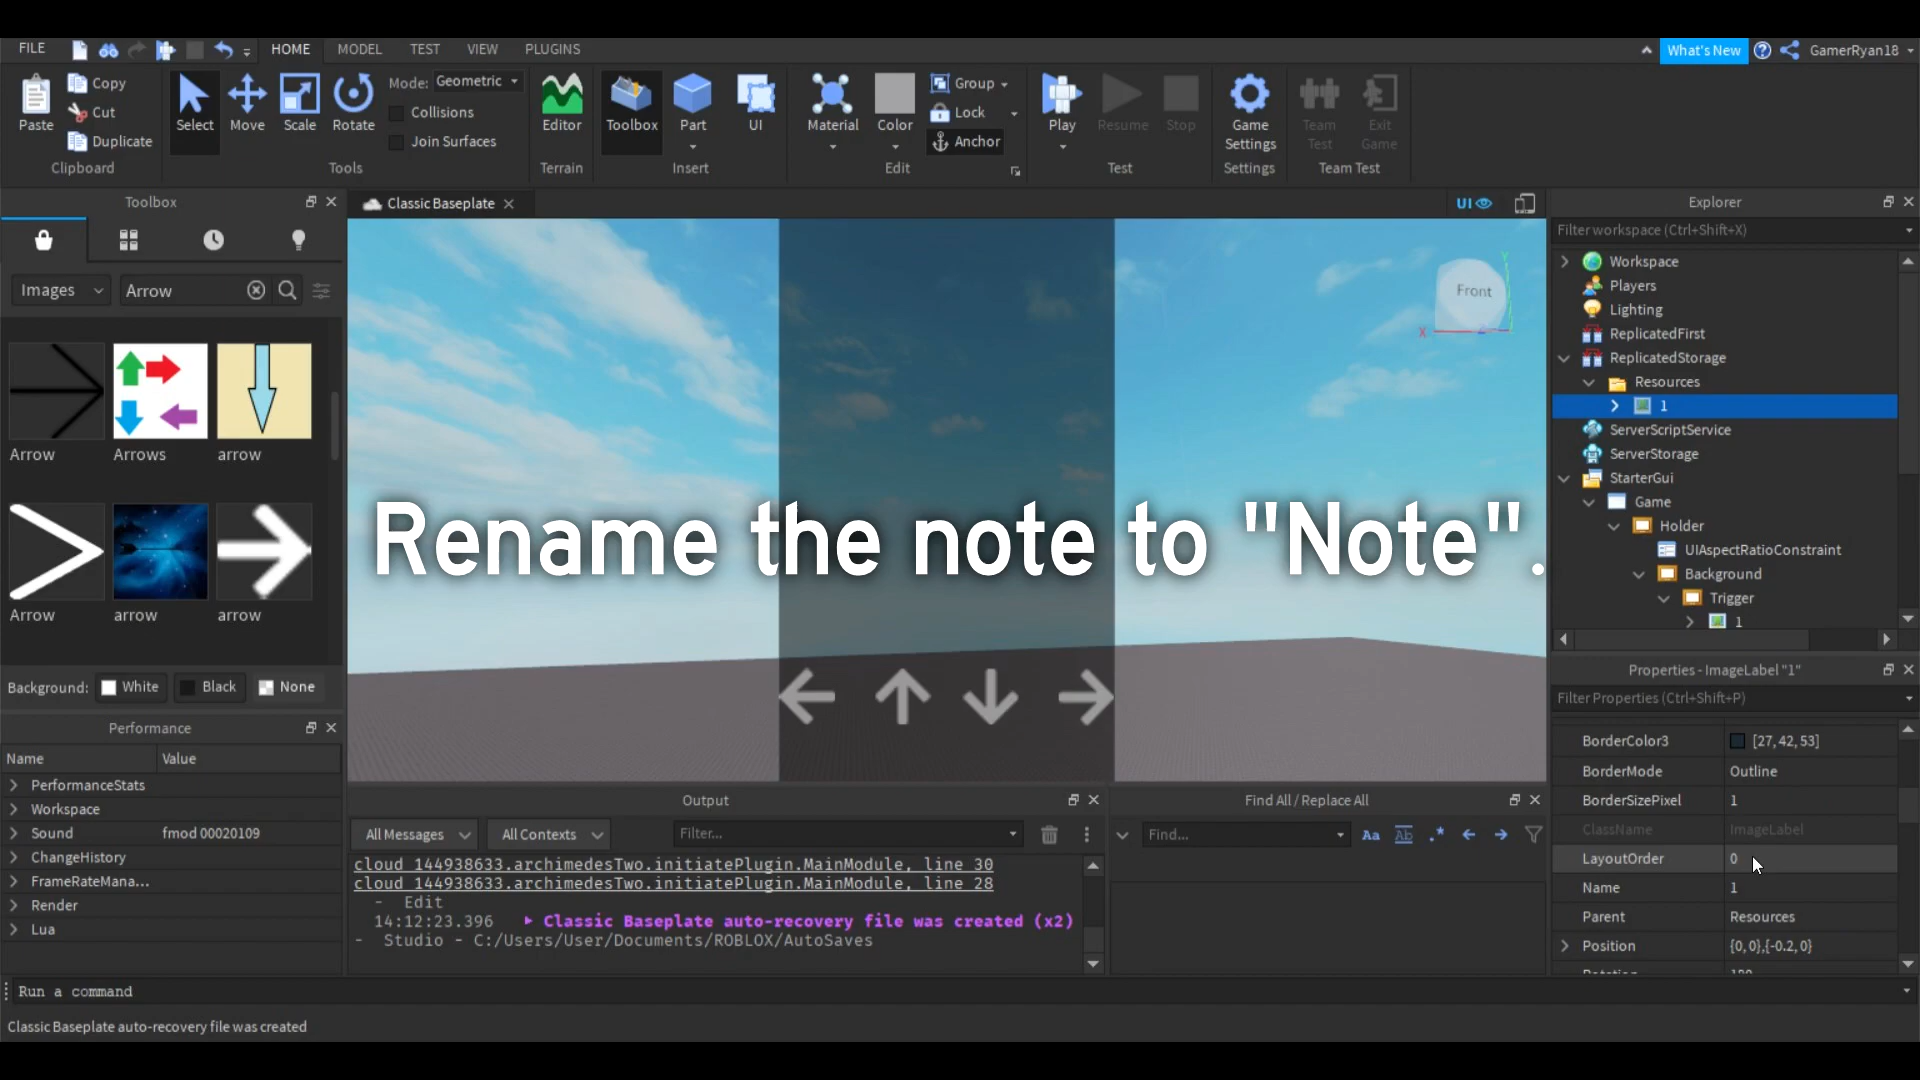 FILE
HOME
MODEL
TEST
VIEW
PLUGINS
What's New
GamerRyan18
Paste
Copy
Cut
Duplicate
Clipboard
Select
Move
Scale
Rotate
Mode: Geometric
Collisions
Join Surfaces
Tools
Editor
Terrain
Toolbox
Part
UI
Insert
Material
Color
Group
Lock
Anchor
Edit
Play
Resume
Stop
Test
Game Settings
Settings
Team Test
Exit Game
Team Test
Toolbox
Images
Arrow
Arrow
Arrows
arrow
Arrow
arrow
arrow
Background:
White
Black
None
Performance
Name
Value
PerformanceStats
Workspace
Sound
fmod 00020109
ChangeHistory
FrameRateMana...
Render
Lua
Classic Baseplate
UI
Front
X
Y
Rename the note to "Note".
Output
All Messages
All Contexts
Filter...
cloud_144938633.archimedesTwo.initiatePlugin.MainModule, line 30
cloud_144938633.archimedesTwo.initiatePlugin.MainModule, line 28
- Edit
14:12:23.396 Classic Baseplate auto-recovery file was created (x2)
- Studio - C:/Users/User/Documents/ROBLOX/AutoSaves
Find All / Replace All
Find...
Aa
Ab
.*
Explorer
Filter workspace (Ctrl+Shift+X)
Workspace
Players
Lighting
ReplicatedFirst
ReplicatedStorage
Resources
1
ServerScriptService
ServerStorage
StarterGui
Game
Holder
UIAspectRatioConstraint
Background
Trigger
1
Properties - ImageLabel "1"
Filter Properties (Ctrl+Shift+P)
BorderColor3 [27, 42, 53]
BorderMode Outline
BorderSizePixel 1
ClassName ImageLabel
LayoutOrder 0
Name 1
Parent Resources
Position {0, 0},{-0.2, 0}
Run a command
Classic Baseplate auto-recovery file was created